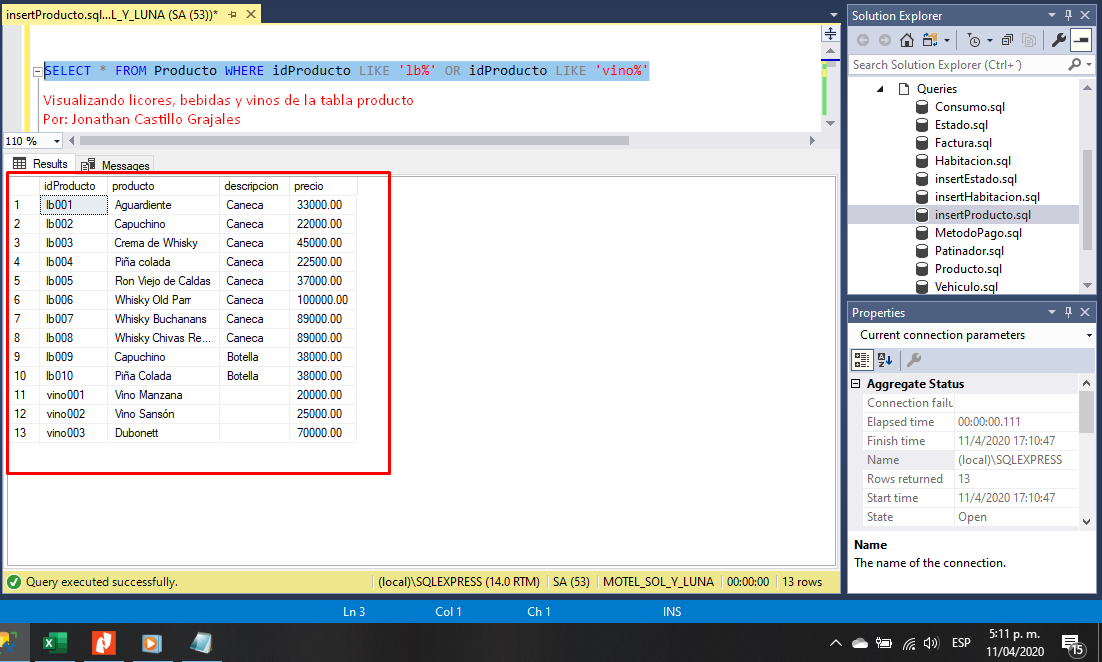 insertProducto.sql...L_Y_LUNA (SA (53))*
SELECT * FROM Producto WHERE idProducto LIKE 'lb%' OR idProducto LIKE 'vino%'
Visualizando licores, bebidas y vinos de la tabla producto
Por: Jonathan Castillo Grajales
110 %
Results Messages
idProducto producto descripcion precio
1 lb001 Aguardiente Caneca 33000.00
2 lb002 Capuchino Caneca 22000.00
3 lb003 Crema de Whisky Caneca 45000.00
4 lb004 Piña colada Caneca 22500.00
5 lb005 Ron Viejo de Caldas Caneca 37000.00
6 lb006 Whisky Old Parr Caneca 100000.00
7 lb007 Whisky Buchanans Caneca 89000.00
8 lb008 Whisky Chivas Re... Caneca 89000.00
9 lb009 Capuchino Botella 38000.00
10 lb010 Piña Colada Botella 38000.00
11 vino001 Vino Manzana 20000.00
12 vino002 Vino Sansón 25000.00
13 vino003 Dubonett 70000.00
Query executed successfully. (local)\SQLEXPRESS (14.0 RTM) SA (53) MOTEL_SOL_Y_LUNA 00:00:00 13 rows
Solution Explorer
Search Solution Explorer (Ctrl+´)
Queries
Consumo.sql
Estado.sql
Factura.sql
Habitacion.sql
insertEstado.sql
insertHabitacion.sql
insertProducto.sql
MetodoPago.sql
Patinador.sql
Producto.sql
Vehiculo.sql
Properties
Current connection parameters
Aggregate Status
Connection failu
Elapsed time 00:00:00.111
Finish time 11/4/2020 17:10:47
Name (local)\SQLEXPRESS
Rows returned 13
Start time 11/4/2020 17:10:47
State Open
Name
The name of the connection.
Ln 3 Col 1 Ch 1 INS
ESP
5:11 p. m.
11/04/2020
15